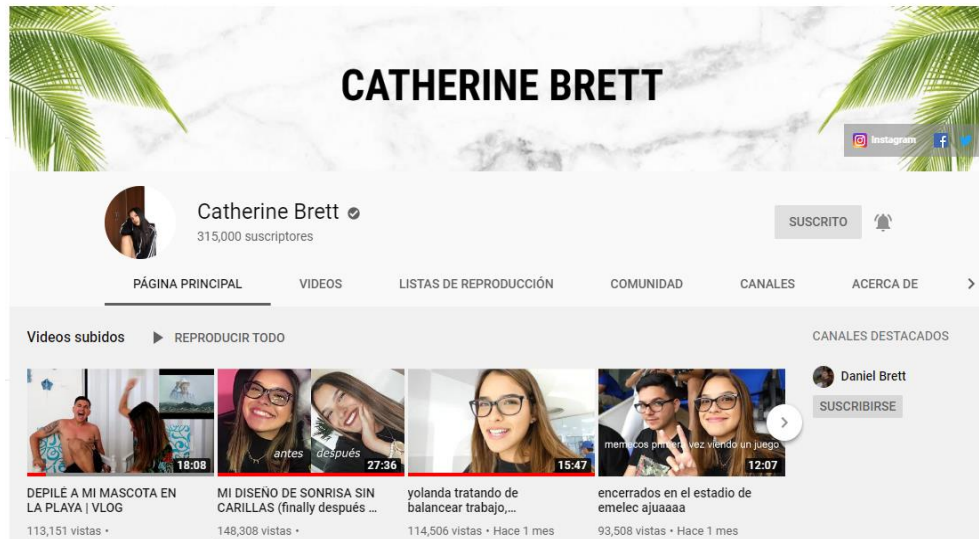 CATHERINE BRETT
Instagram
Catherine Brett
315,000 suscriptores
SUSCRITO
PÁGINA PRINCIPAL
VIDEOS
LISTAS DE REPRODUCCIÓN
COMUNIDAD
CANALES
ACERCA DE
Videos subidos
REPRODUCIR TODO
CANALES DESTACADOS
Daniel Brett
SUSCRIBIRSE
18:08
antes después
27:36
15:47
memecos primera vez viendo un juego
12:07
DEPILÉ A MI MASCOTA EN
LA PLAYA | VLOG
113,151 vistas •
MI DISEÑO DE SONRISA SIN
CARILLAS (finally después ...
148,308 vistas •
yolanda tratando de
balancear trabajo,...
114,506 vistas • Hace 1 mes
encerrados en el estadio de
emelec ajuaaaa
93,508 vistas • Hace 1 mes